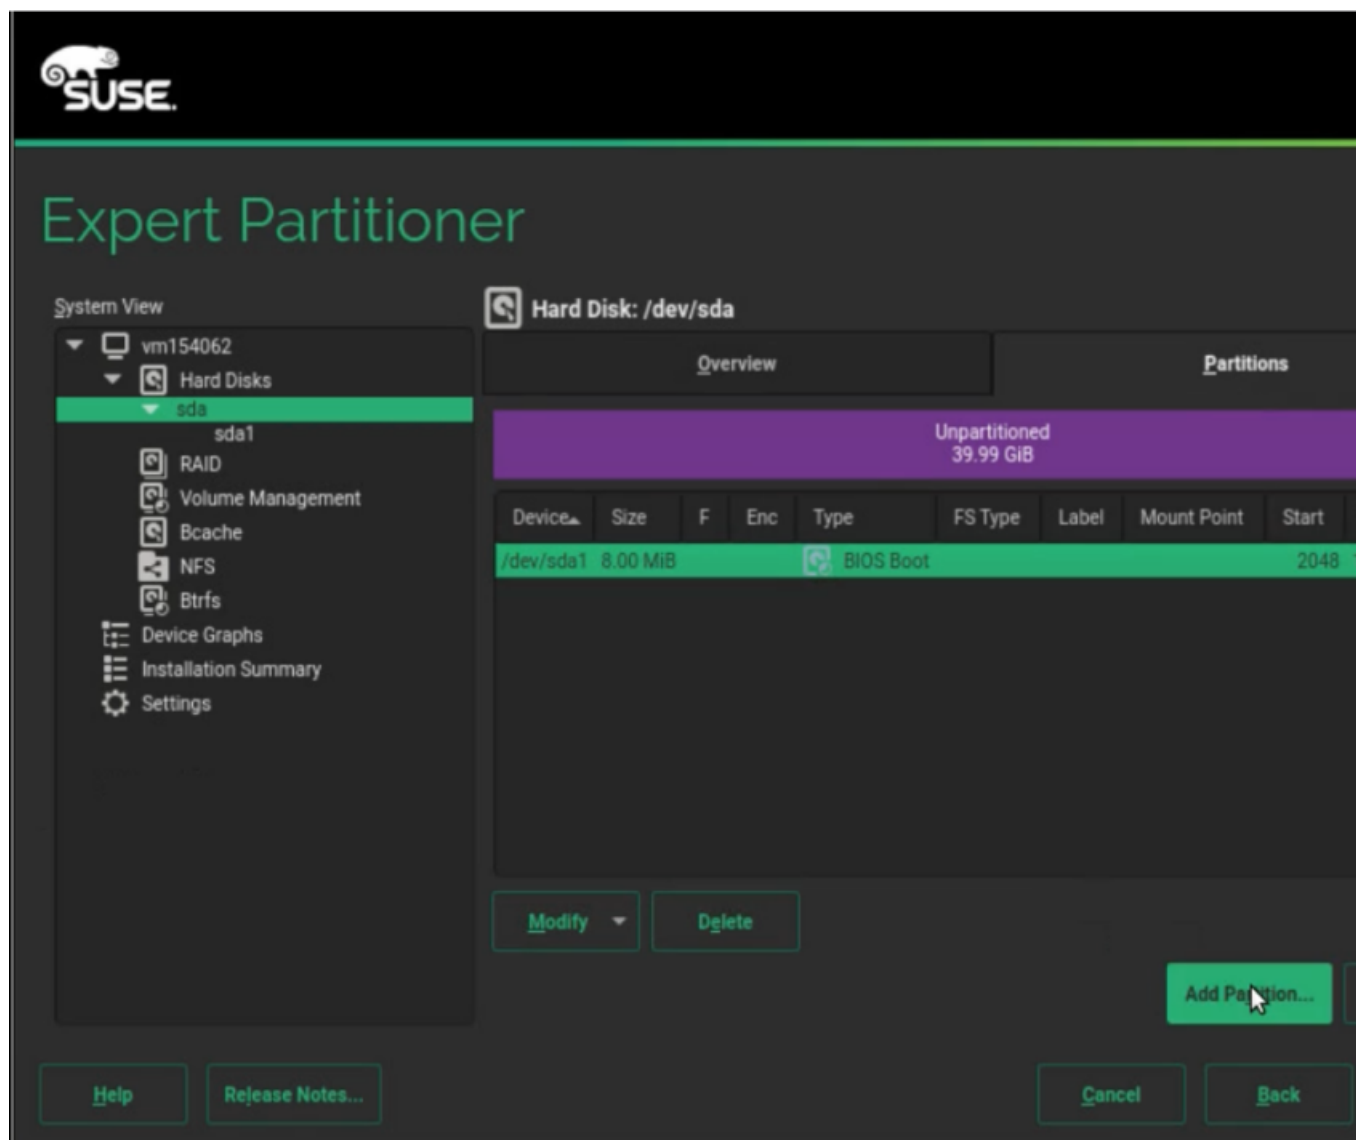 SUSE.
Expert Partitioner
System View
vm154062
Hard Disks
sda
sda1
RAID
Volume Management
Bcache
NFS
Btrfs
Device Graphs
Installation Summary
Settings
Hard Disk: /dev/sda
Overview Partitions
Unpartitioned
39.99 GiB
Device Size F Enc Type FS Type Label Mount Point Start
/dev/sda1 8.00 MiB BIOS Boot 2048
Modify Delete
Add Partition...
Help Release Notes... Cancel Back